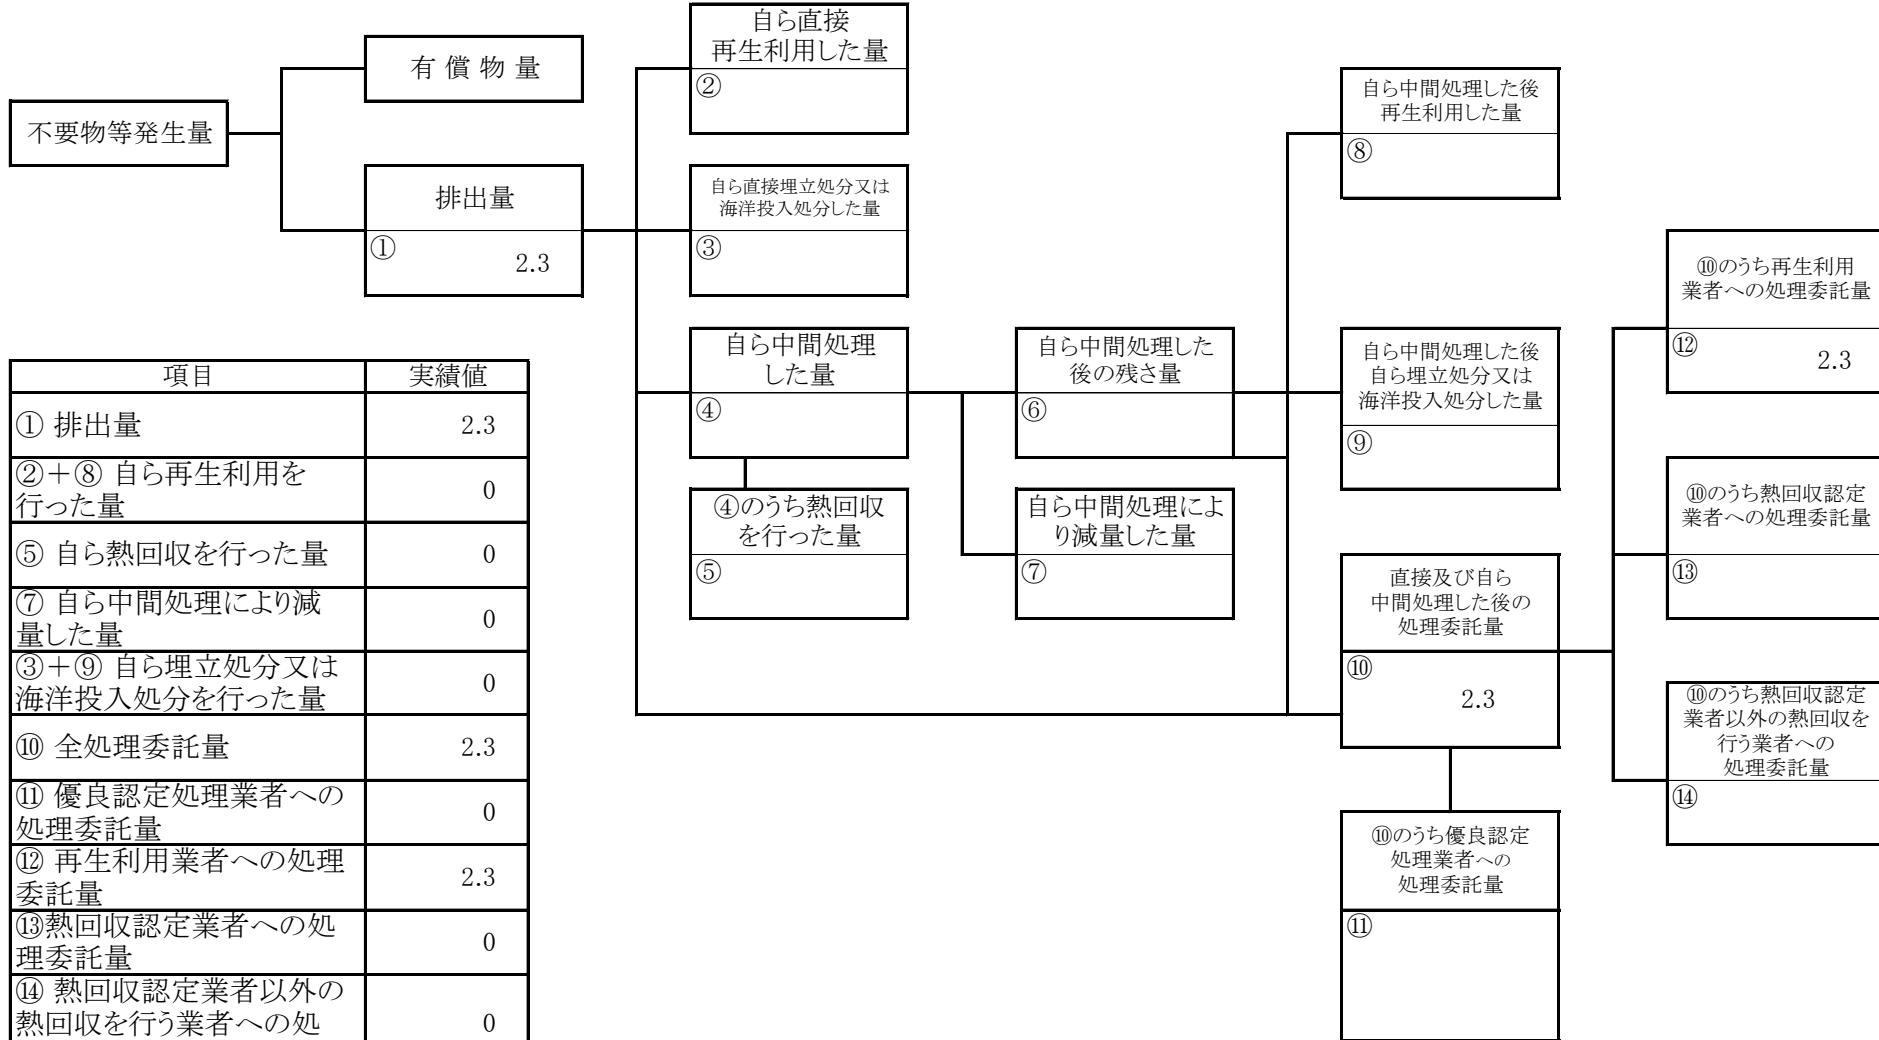 不要物等発生量
有 償 物 量
排出量
①
2.3
自ら直接
再生利用した量
②
自ら直接埋立処分又は
海洋投入処分した量
③
自ら中間処理
した量
④
④のうち熱回収
を行った量
⑤
自ら中間処理した
後の残さ量
⑥
自ら中間処理によ
り減量した量
⑦
自ら中間処理した後
再生利用した量
⑧
自ら中間処理した後
自ら埋立処分又は
海洋投入処分した量
⑨
直接及び自ら
中間処理した後の
処理委託量
⑩
2.3
⑩のうち優良認定
処理業者への
処理委託量
⑪
⑩のうち再生利用
業者への処理委託量
⑫
2.3
⑩のうち熱回収認定
業者への処理委託量
⑬
⑩のうち熱回収認定
業者以外の熱回収を
行う業者への
処理委託量
⑭
項目 実績値
① 排出量 2.3
②＋⑧ 自ら再生利用を
行った量 0
⑤ 自ら熱回収を行った量 0
⑦ 自ら中間処理により減
量した量 0
③＋⑨ 自ら埋立処分又は
海洋投入処分を行った量 0
⑩ 全処理委託量 2.3
⑪ 優良認定処理業者への
処理委託量 0
⑫ 再生利用業者への処理
委託量 2.3
⑬熱回収認定業者への処
理委託量 0
⑭ 熱回収認定業者以外の
熱回収を行う業者への処 0